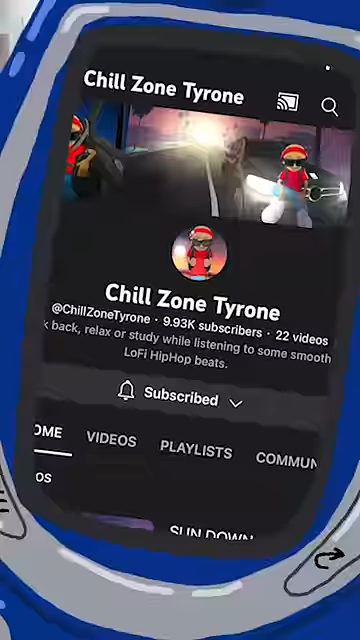 Chill Zone Tyrone
Chill Zone Tyrone
@ChillZoneTyrone · 9.93K subscribers · 22 videos
k back, relax or study while listening to some smooth
LoFi HipHop beats.
Subscribed
OME VIDEOS PLAYLISTS COMMUN
OS
SUN DOWN